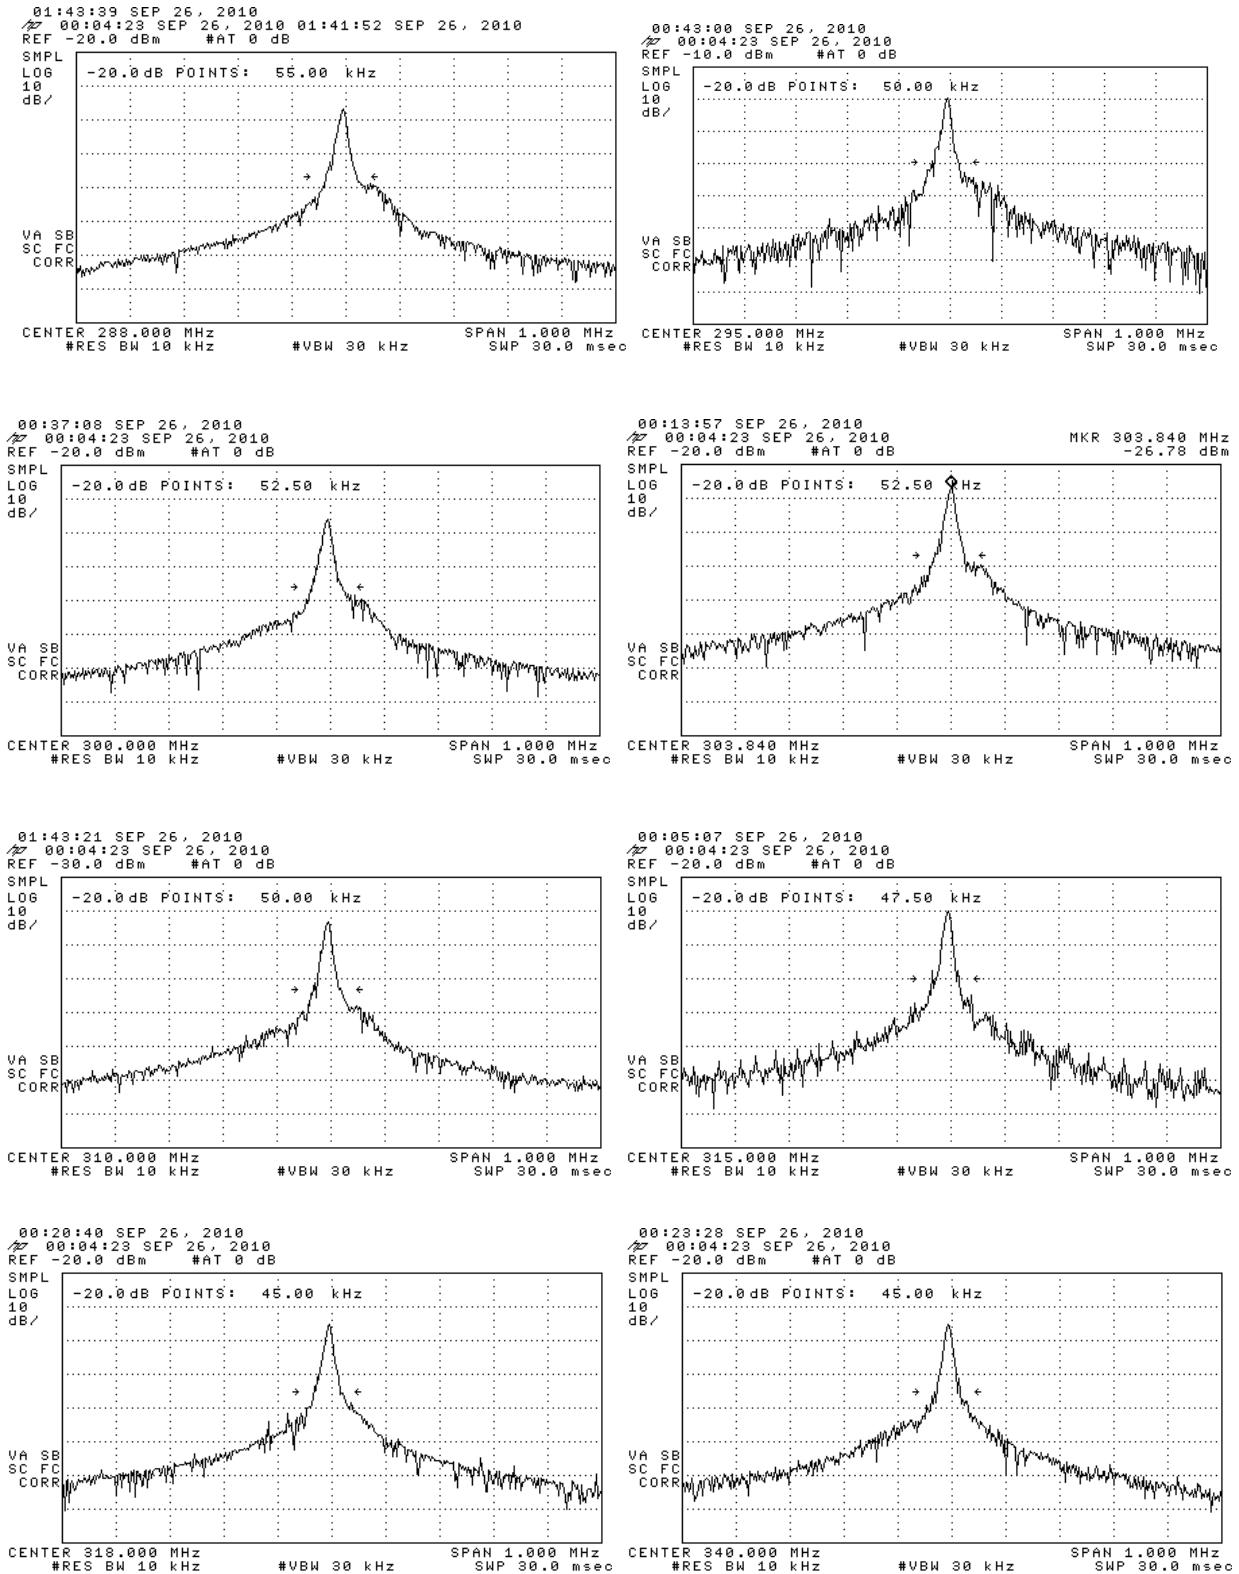 01:43:39 SEP 26, 2010
hp 00:04:23 SEP 26, 2010 01:41:52 SEP 26, 2010
REF -20.0 dBm #AT 0 dB
SMPL
LOG
10
dB/
-20.0dB POINTS: 55.00 kHz
VA SB
SC FC
CORR
CENTER 288.000 MHz SPAN 1.000 MHz
#RES BW 10 kHz #VBW 30 kHz SWP 30.0 msec
00:43:00 SEP 26, 2010
hp 00:04:23 SEP 26, 2010
REF -10.0 dBm #AT 0 dB
SMPL
LOG
10
dB/
-20.0dB POINTS: 50.00 kHz
VA SB
SC FC
CORR
CENTER 295.000 MHz SPAN 1.000 MHz
#RES BW 10 kHz #VBW 30 kHz SWP 30.0 msec
00:37:08 SEP 26, 2010
hp 00:04:23 SEP 26, 2010
REF -20.0 dBm #AT 0 dB
SMPL
LOG
10
dB/
-20.0dB POINTS: 52.50 kHz
VA SB
SC FC
CORR
CENTER 300.000 MHz SPAN 1.000 MHz
#RES BW 10 kHz #VBW 30 kHz SWP 30.0 msec
00:13:57 SEP 26, 2010
hp 00:04:23 SEP 26, 2010 MKR 303.840 MHz
REF -20.0 dBm #AT 0 dB -26.78 dBm
SMPL
LOG
10
dB/
-20.0dB POINTS: 52.50 kHz
VA SB
SC FC
CORR
CENTER 303.840 MHz SPAN 1.000 MHz
#RES BW 10 kHz #VBW 30 kHz SWP 30.0 msec
01:43:21 SEP 26, 2010
hp 00:04:23 SEP 26, 2010
REF -30.0 dBm #AT 0 dB
SMPL
LOG
10
dB/
-20.0dB POINTS: 50.00 kHz
VA SB
SC FC
CORR
CENTER 310.000 MHz SPAN 1.000 MHz
#RES BW 10 kHz #VBW 30 kHz SWP 30.0 msec
00:05:07 SEP 26, 2010
hp 00:04:23 SEP 26, 2010
REF -20.0 dBm #AT 0 dB
SMPL
LOG
10
dB/
-20.0dB POINTS: 47.50 kHz
VA SB
SC FC
CORR
CENTER 315.000 MHz SPAN 1.000 MHz
#RES BW 10 kHz #VBW 30 kHz SWP 30.0 msec
00:20:40 SEP 26, 2010
hp 00:04:23 SEP 26, 2010
REF -20.0 dBm #AT 0 dB
SMPL
LOG
10
dB/
-20.0dB POINTS: 45.00 kHz
VA SB
SC FC
CORR
CENTER 318.000 MHz SPAN 1.000 MHz
#RES BW 10 kHz #VBW 30 kHz SWP 30.0 msec
00:23:28 SEP 26, 2010
hp 00:04:23 SEP 26, 2010
REF -20.0 dBm #AT 0 dB
SMPL
LOG
10
dB/
-20.0dB POINTS: 45.00 kHz
VA SB
SC FC
CORR
CENTER 340.000 MHz SPAN 1.000 MHz
#RES BW 10 kHz #VBW 30 kHz SWP 30.0 msec